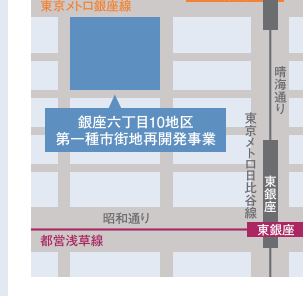 東京メトロ銀座線
晴海通り
銀座六丁目10地区
第一種市街地再開発事業
東京メトロ日比谷線
東銀座
昭和通り
東銀座
都営浅草線